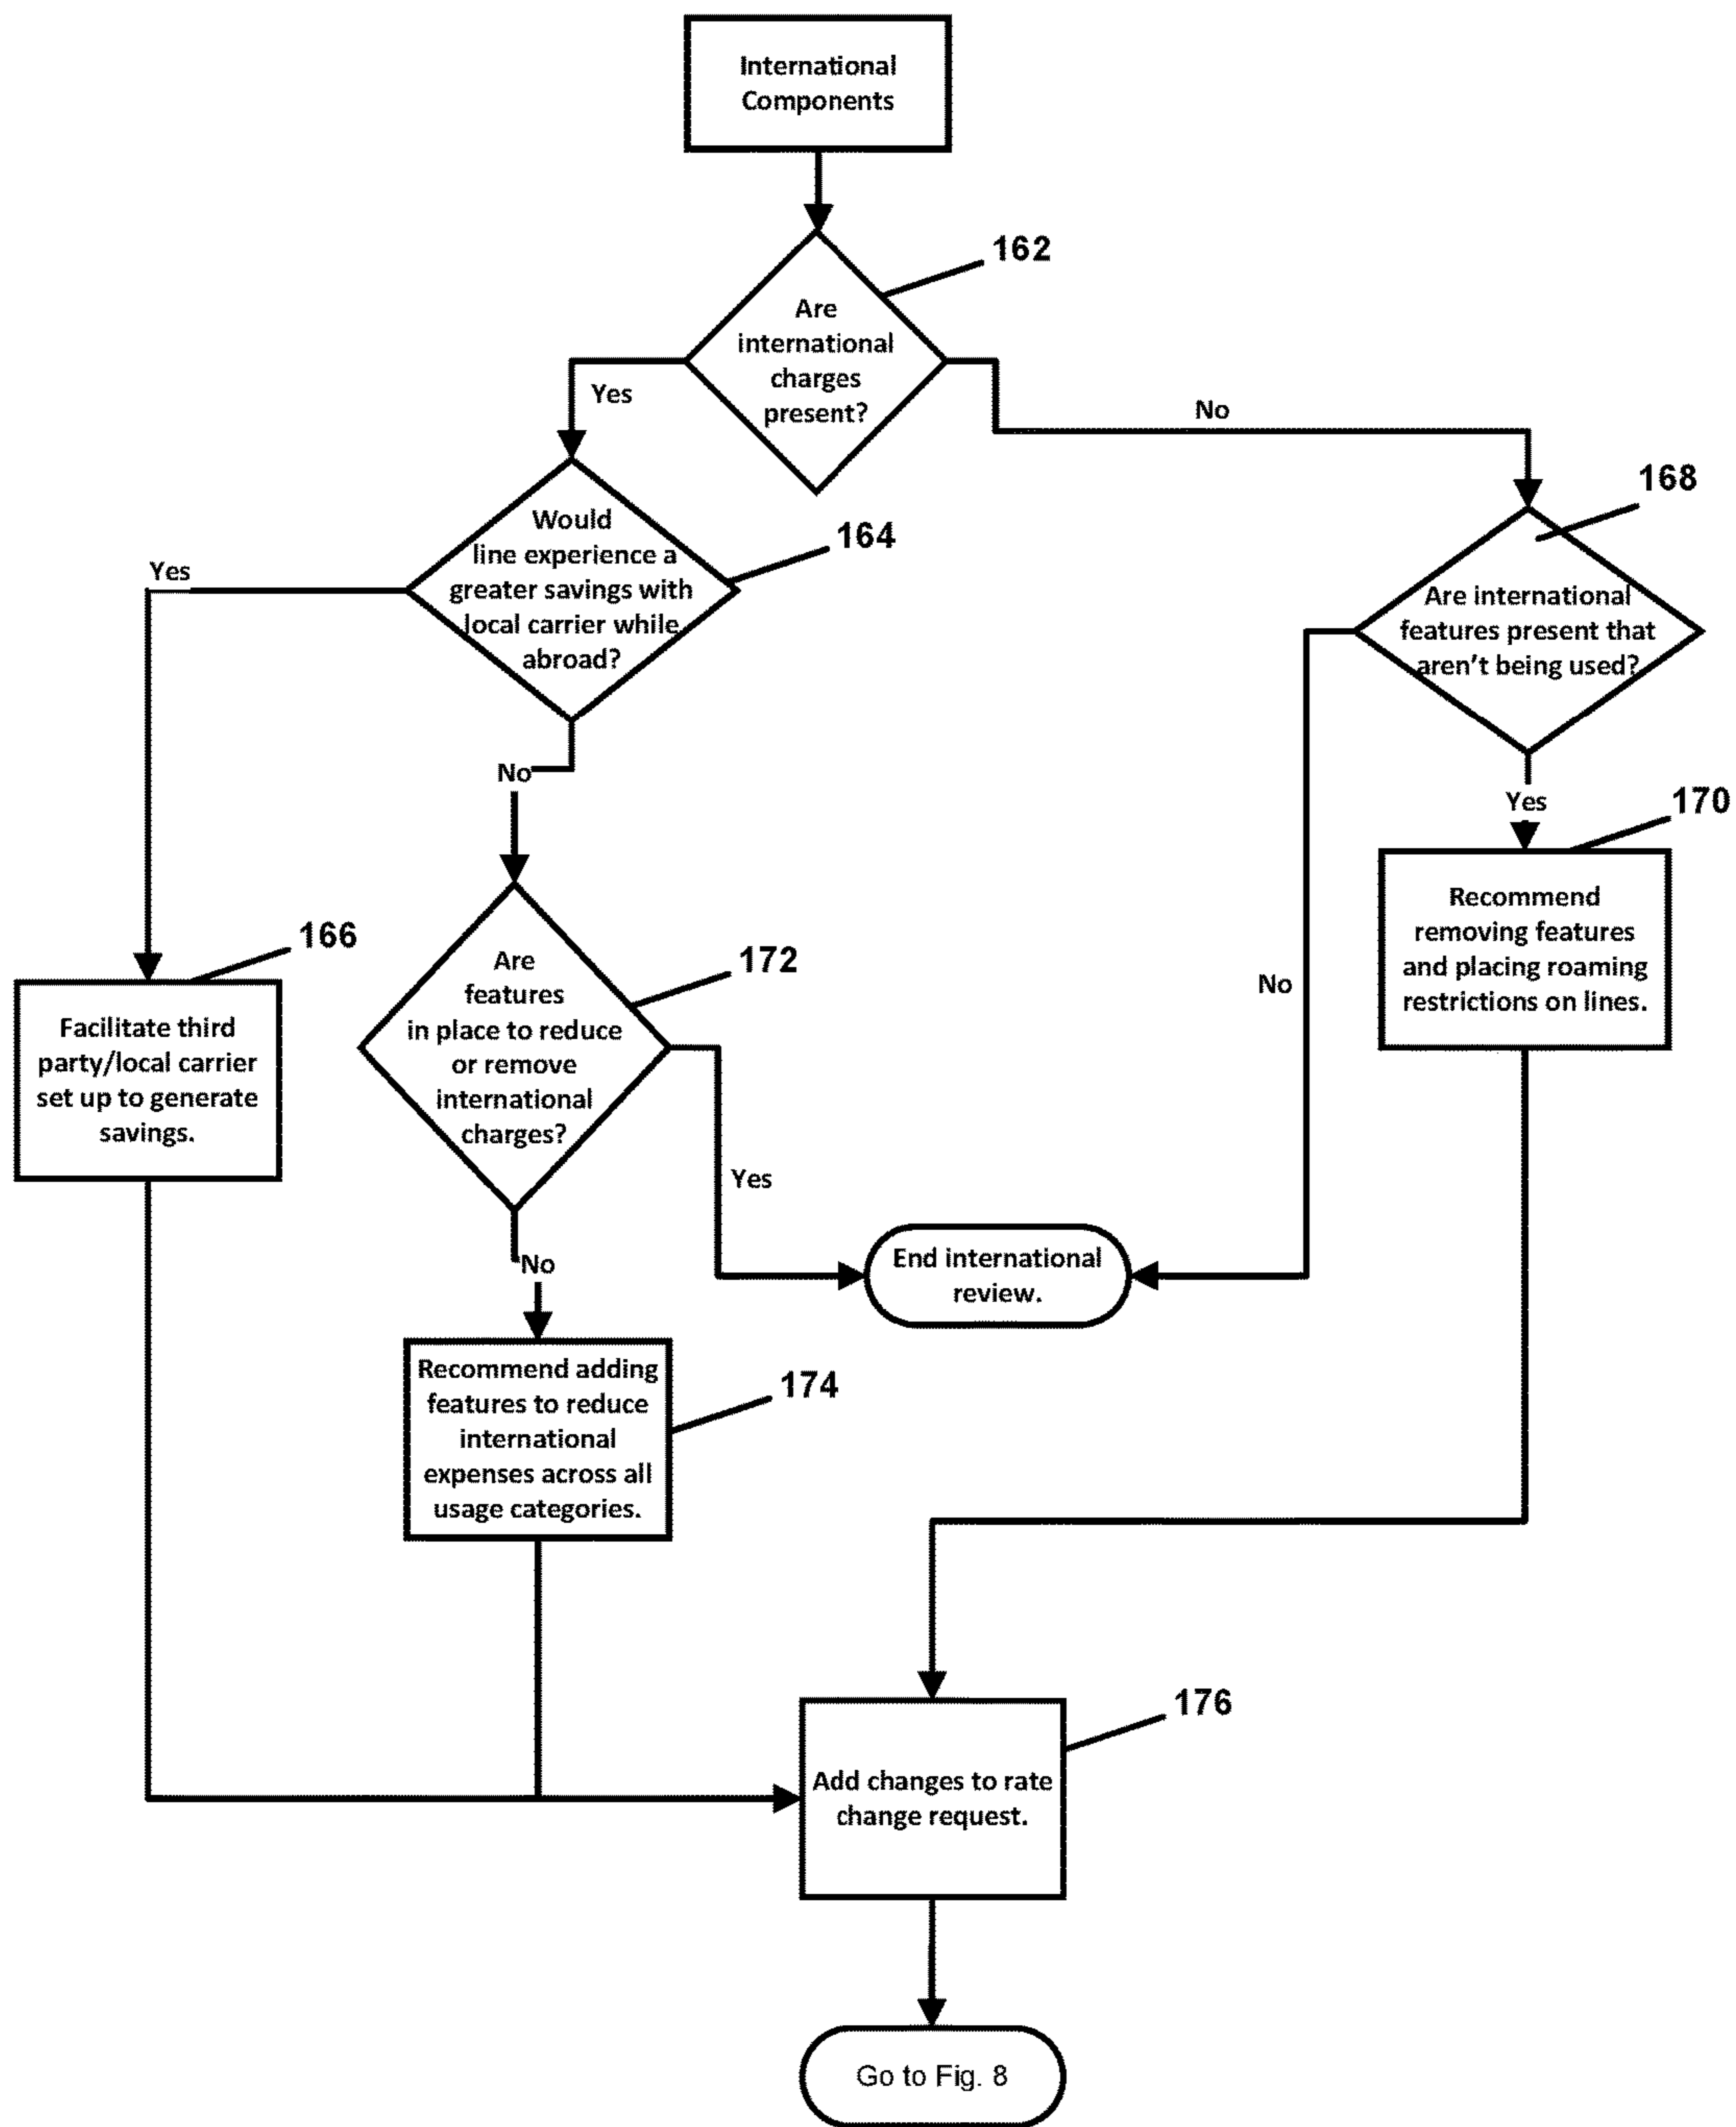 International
Components
162
Are
international
charges
present?
Yes
No
168
Would
line experience a
greater savings with
local carrier while
abroad?
164
Yes
Are international
features present that
aren't being used?
No
Yes
170
Recommend
removing features
and placing roaming
restrictions on lines.
166
Facilitate third
party/local carrier
set up to generate
savings.
172
Are
features
in place to reduce
or remove
international
charges?
No
Yes
End international
review.
No
Recommend adding
features to reduce
international
expenses across all
usage categories.
174
176
Add changes to rate
change request.
Go to Fig. 8